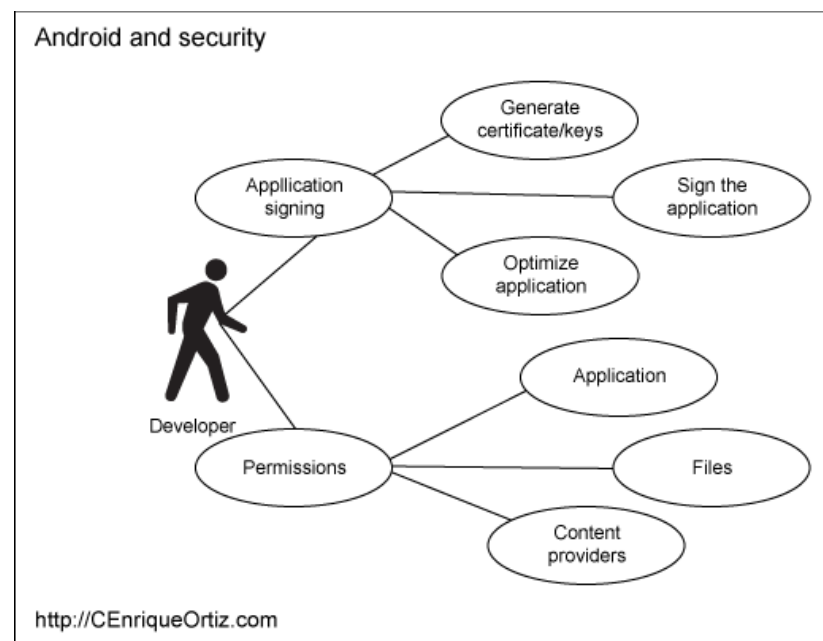 Android and security
Generate
certificate/keys
Appllication
signing
Sign the
application
Optimize
application
Developer
Application
Permissions
Files
Content
providers
http://CEnriqueOrtiz.com